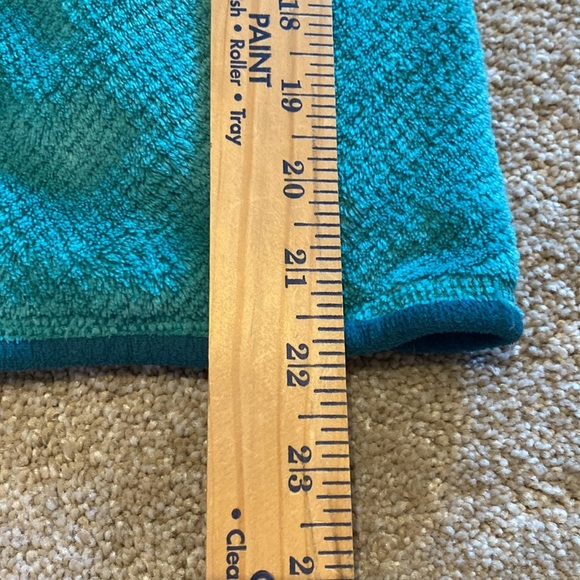 PAINT
sh • Roller • Tray
18
19
20
21
22
23
2
• Clea